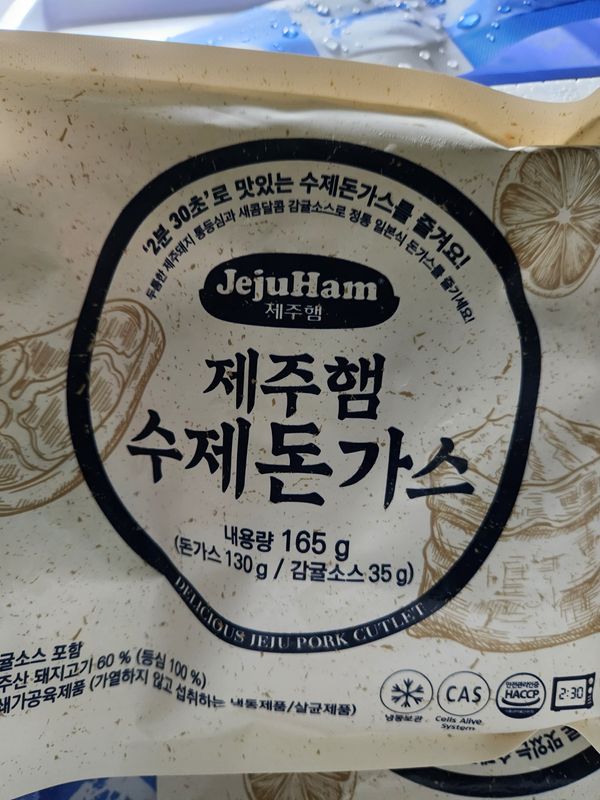 '2분 30초'로 맛있는 수제돈가스를 즐겨요!
두툼한 제주돼지 통등심과 새콤달콤 감귤소스로 정통 일본식 돈가스를 즐기세요!
JejuHam
제주햄
제주햄
수제돈가스
내용량 165 g
(돈가스 130 g / 감귤소스 35 g)
DELICIOUS JEJU PORK CUTLET
귤소스 포함
주산 돼지고기 60 % (등심 100 %)
쇄가공육제품 (가열하지 않고 섭취하는 냉동제품/살균제품)
냉동보관
CAS
Cells Alive
System
안전관리인증
HACCP
2:30
맛있는